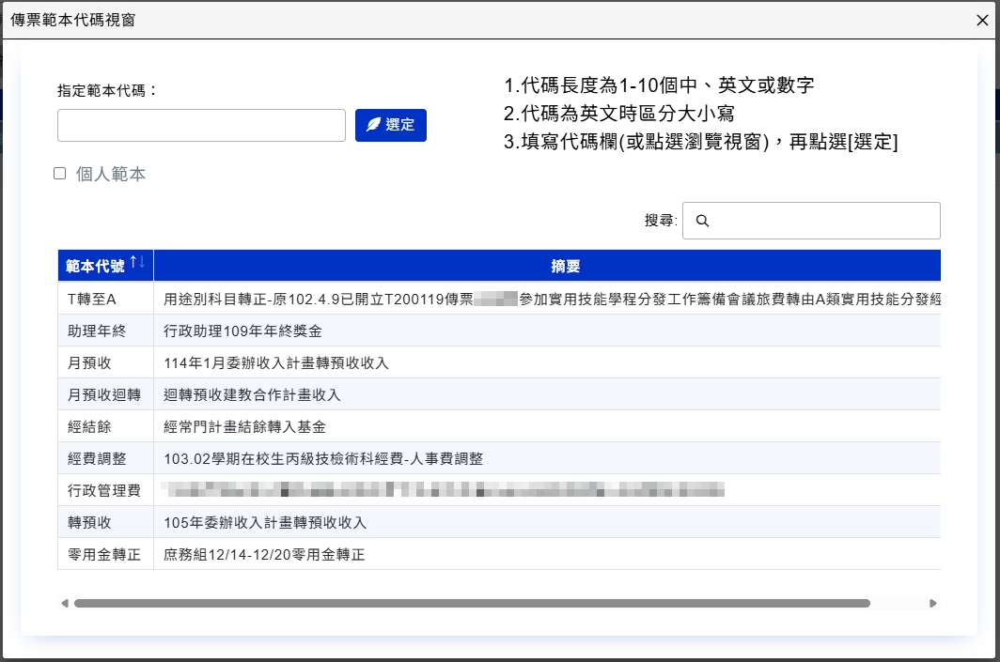 傳票範本代碼視窗
指定範本代碼：
選定
個人範本
1.代碼長度為1-10個中、英文或數字
2.代碼為英文時區分大小寫
3.填寫代碼欄(或點選瀏覽視窗)，再點選[選定]
搜尋:
範本代號 摘要
T轉至A 用途別科目轉正-原102.4.9已開立T200119傳票 參加實用技能學程分發工作籌備會議旅費轉由A類實用技能分發經
助理年終 行政助理109年年終獎金
月預收 114年1月委辦收入計畫轉預收收入
月預收迴轉 迴轉預收建教合作計畫收入
經結餘 經常門計畫結餘轉入基金
經費調整 103.02學期在校生丙級技檢術科經費-人事費調整
行政管理費
轉預收 105年委辦收入計畫轉預收收入
零用金轉正 庶務組12/14-12/20零用金轉正